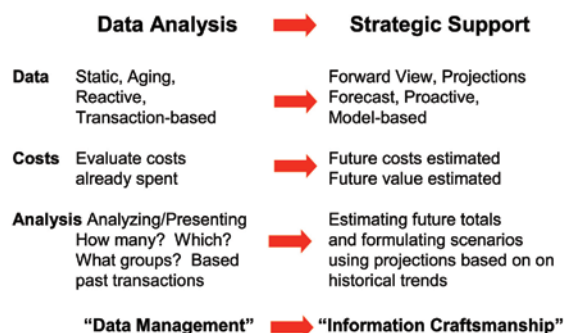 Data Analysis Strategic Support
Data Static, Aging, Forward View, Projections
Reactive, Forecast, Proactive,
Transaction-based Model-based
Costs Evaluate costs Future costs estimated
already spent Future value estimated
Analysis Analyzing/Presenting Estimating future totals
How many? Which? and formulating scenarios
What groups? Based using projections based on on
past transactions historical trends
“Data Management” “Information Craftsmanship”